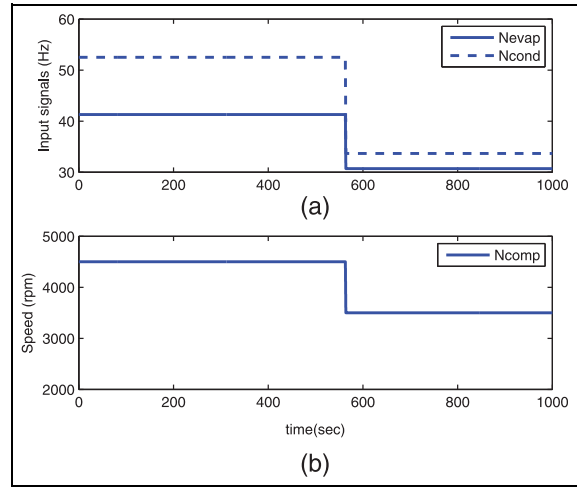 60
50
40
30
Input signals (Hz)
Nevap
Ncond
0 200 400 600 800 1000
(a)
5000
4000
3000
2000
Speed (rpm)
Ncomp
0 200 400 600 800 1000
time(sec)
(b)